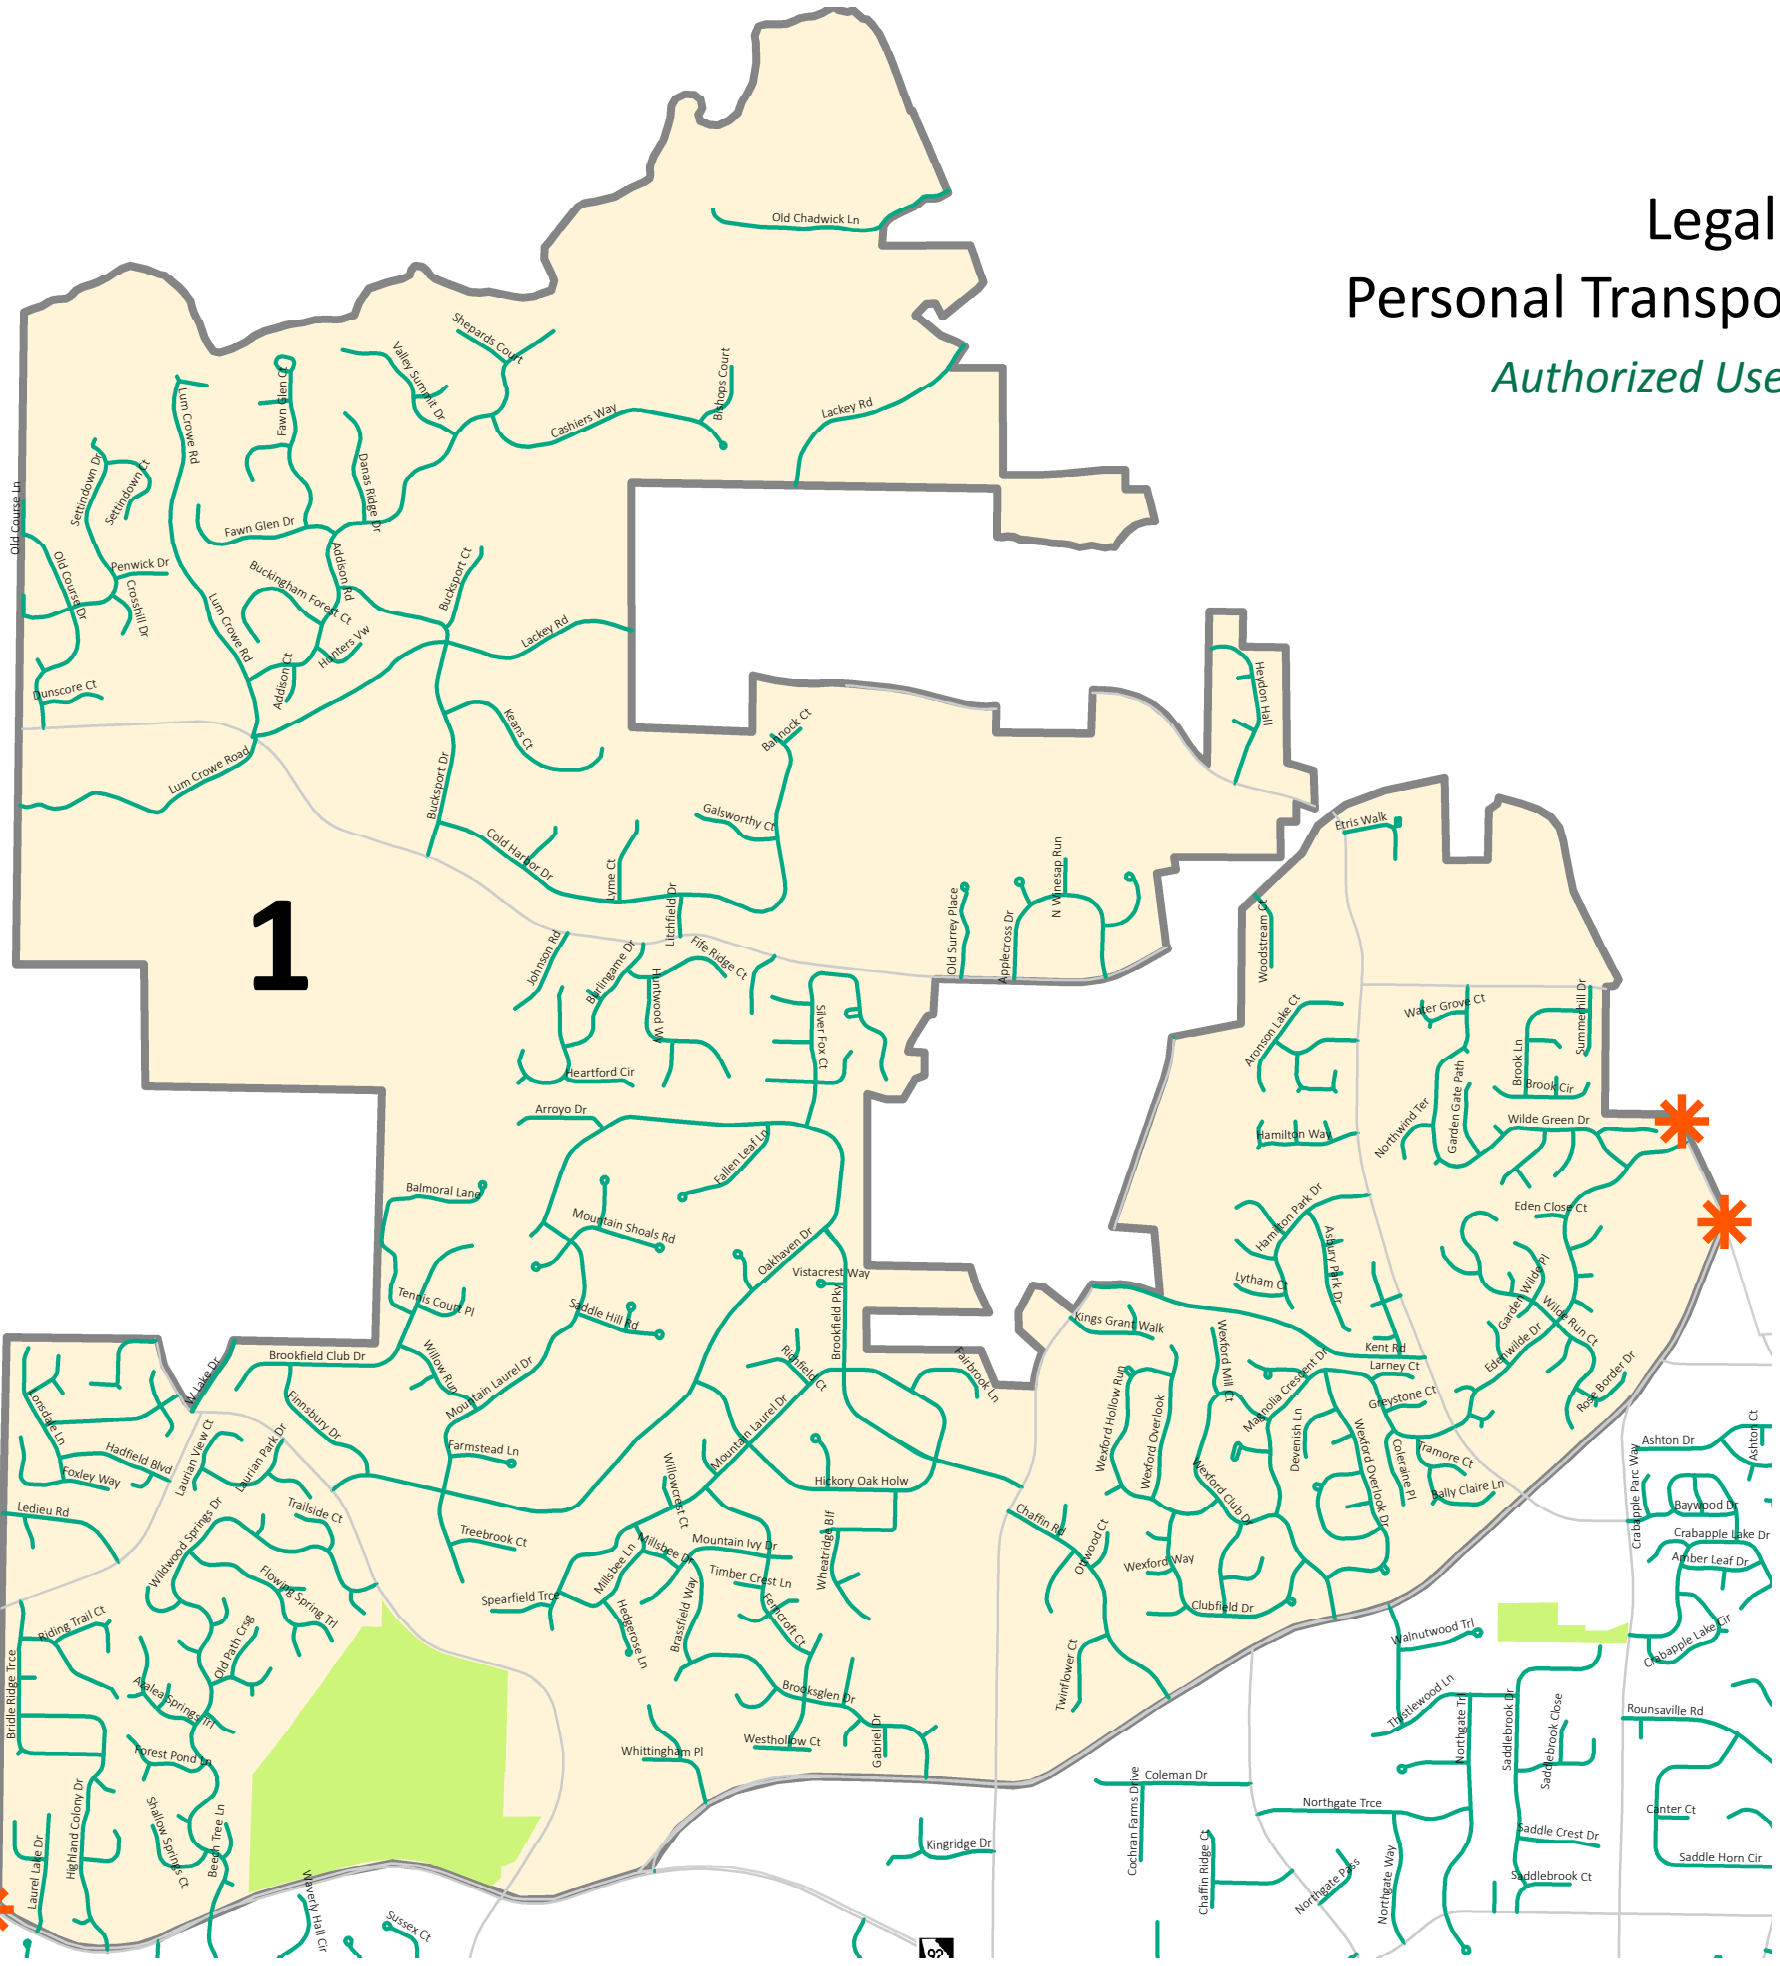 Legal
Personal Transpo
Authorized Use
Old Chadwick Ln
Shepards Court
Valley Summit Dr
Bishops Court
Cashiers Way
Lackey Rd
Lum Crowe Rd
Fawn Glen Ct
Danas Ridge Dr
Settindown Dr
Settindown Ct
Old Course Ln
Fawn Glen Dr
Addison Rd
Penwick Dr
Old Course Dr
Crosshill Dr
Buckingham Forest Ct
Bucksport Ct
Lum Crowe Rd
Hunters Vw
Lackey Rd
Addison Ct
Dunscore Ct
Heydon Hall
Keans Ct
Bannock Ct
Lum Crowe Road
Bucksport Dr
Galsworthy Ct
Cold Harbor Dr
Lyme Ct
Litchfield Dr
Etris Walk
N Winesap Run
Old Surrey Place
Applecross Dr
Woodstream Ct
1
Johnson Rd
Burlingame Dr
Fife Ridge Ct
Huntwood Wy
Silver Fox Ct
Heartford Cir
Aronson Lake Ct
Water Grove Ct
Summerhill Dr
Brook Ln
Brook Cir
Garden Gate Path
Northwind Ter
Wilde Green Dr
Hamilton Way
Arroyo Dr
Fallen Leaf Ln
Balmoral Lane
Mountain Shoals Rd
Oakhaven Dr
Vistacrest Way
Brookfield Pky
Hamilton Park Dr
Asbury Park Dr
Lytham Ct
Eden Close Ct
Garden Wilde Pl
Wilde Run Ct
Edenwilde Dr
Rose Border Dr
Tennis Court Pl
Saddle Hill Rd
Kings Grant Walk
Wexford Mill Ct
Kent Rd
Larney Ct
Greystone Ct
Magnolia Crescent Dr
W Lake Dr
Brookfield Club Dr
Willow Run
Mountain Laurel Dr
Richfield Ct
Fairbrook Ln
Wexford Hollow Run
Wexford Overlook
Devenish Ln
Wexford Overlook Dr
Coleraine Pl
Tramore Ct
Bally Claire Ln
Lonsdale Ln
Finnsbury Dr
Hadfield Blvd
Foxley Way
Laurian View Ct
Laurian Park Dr
Farmstead Ln
Mountain Laurel Dr
Willowcrest Ct
Hickory Oak Holw
Wexford Club Dr
Ashton Dr
Ashton Ct
Crabapple Parc Way
Baywood Dr
Crabapple Lake Dr
Amber Leaf Dr
Ledieu Rd
Trailside Ct
Wildwood Springs Dr
Treebrook Ct
Millsbee Dr
Millsbee Ln
Mountain Ivy Dr
Timber Crest Ln
Wheatridge Blf
Chaffin Rd
Ottwood Ct
Wexford Way
Clubfield Dr
Flowing Spring Trl
Spearfield Trce
Hedgerose Ln
Brassfield Way
Ferncroft Ct
Riding Trail Ct
Old Path Crsg
Walnutwood Trl
Crabapple Lake Cir
Bridle Ridge Trce
Azalea Springs Trl
Brooksglen Dr
Twinflower Ct
Thistlewood Ln
Northgate Trl
Saddlebrook Dr
Saddlebrook Close
Rounsaville Rd
Forest Pond Ln
Whittingham Pl
Westhollow Ct
Gabriel Dr
Coleman Dr
Cochran Farms Drive
Northgate Trce
Canter Ct
Highland Colony Dr
Shallow Springs Ct
Beech Tree Ln
Laurel Lake Dr
Kingridge Dr
Chaffin Ridge Ct
Saddle Crest Dr
Saddle Horn Cir
Saddlebrook Ct
Northgate Pass
Northgate Way
Waverly Hall Cir
Sussex Ct
92